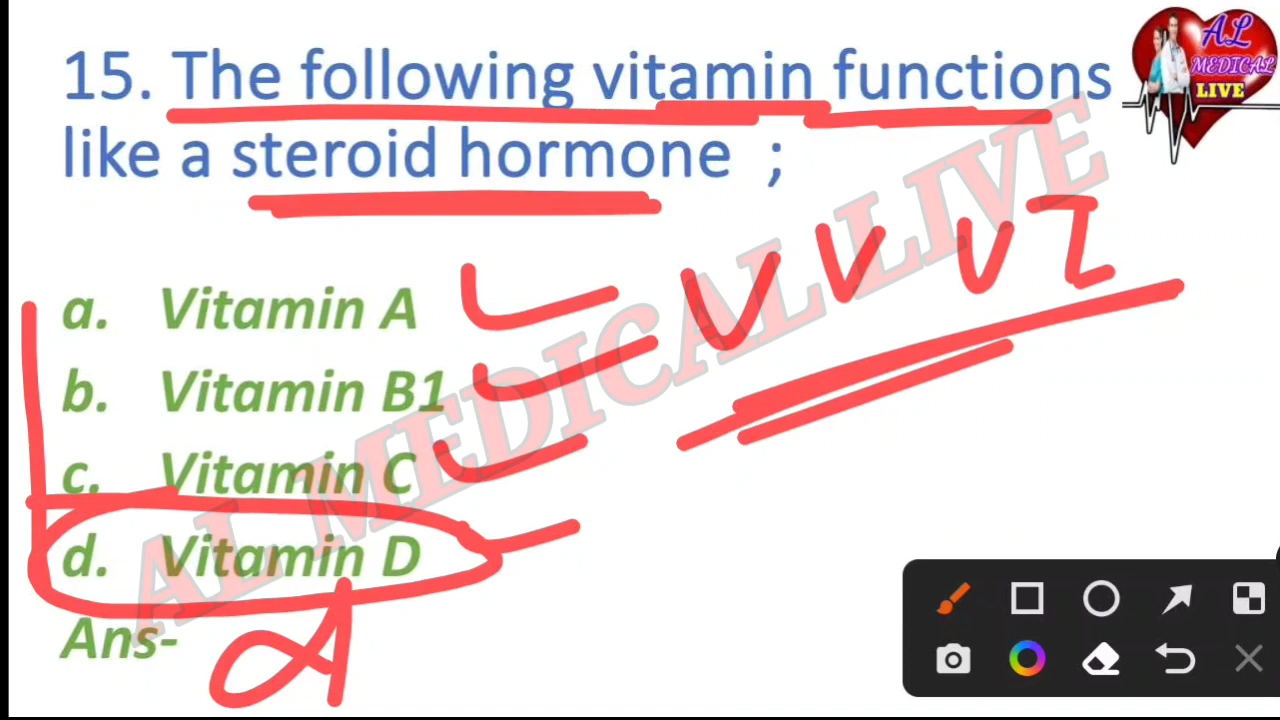 15. The following vitamin functions
like a steroid hormone ;
AL
MEDICAL
LIVE
a. Vitamin A
V V V I
b. Vitamin B1
c. Vitamin C
d. Vitamin D
Ans- d
AL MEDICAL LIVE